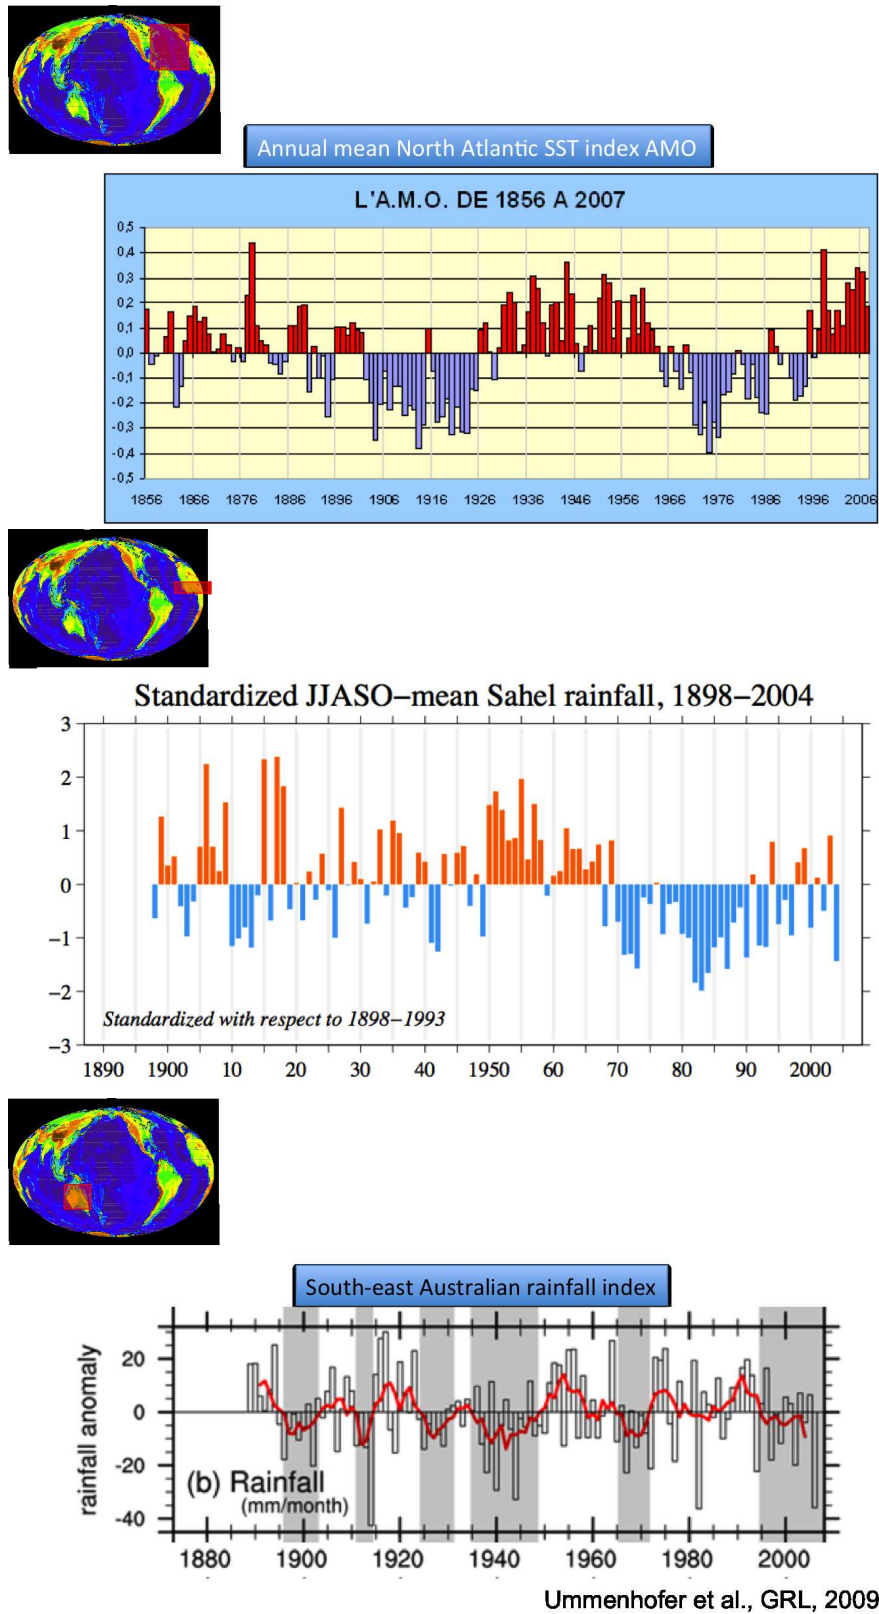 Annual mean North Atlantic SST index AMO
L'A.M.O. DE 1856 A 2007
0,5
0,4
0,3
0,2
0,1
0,0
-0,1
-0,2
-0,3
-0,4
-0,5
1856 1866 1876 1886 1896 1906 1916 1926 1936 1946 1956 1966 1976 1986 1996 2006
Standardized JJASO−mean Sahel rainfall, 1898−2004
3
2
1
0
−1
−2
Standardized with respect to 1898−1993
−3
1890 1900 10 20 30 40 1950 60 70 80 90 2000
South-east Australian rainfall index
rainfall anomaly
20
0
-20
-40
(b) Rainfall
(mm/month)
1880 1900 1920 1940 1960 1980 2000
Ummenhofer et al., GRL, 2009